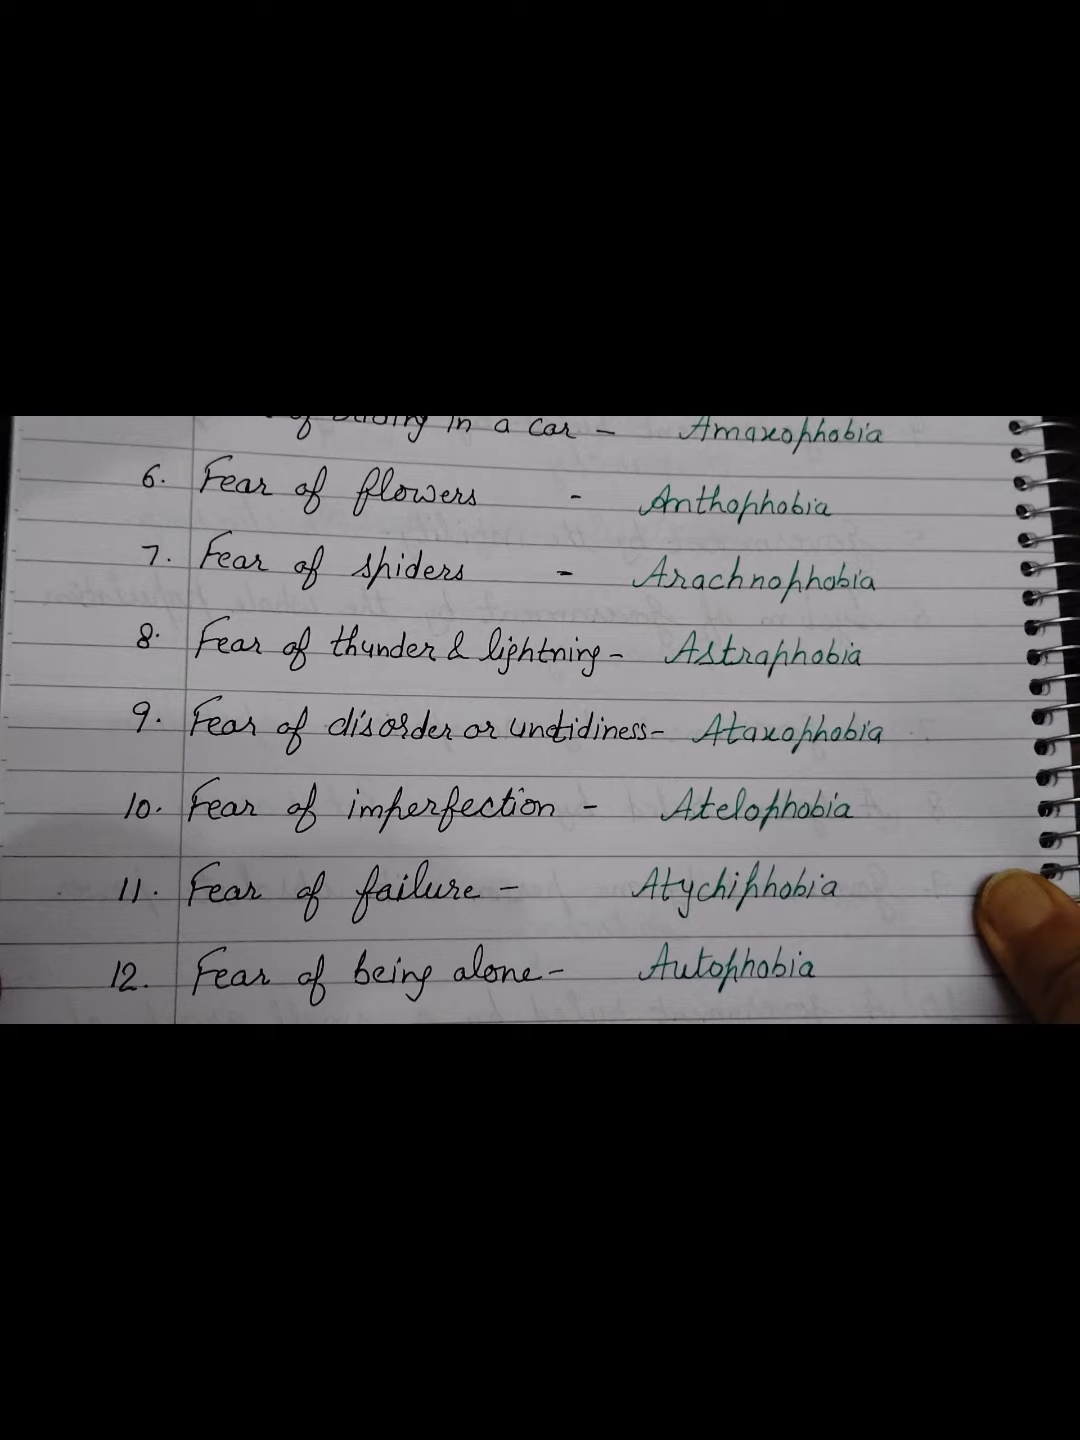 of riding in a car - Amaxophobia
6. Fear of flowers - Anthophobia
7. Fear of spiders - Arachnophobia
8. Fear of thunder & lightning - Astraphobia
9. Fear of disorder or untidiness - Ataxophobia
10. Fear of imperfection - Atelophobia
11. Fear of failure - Atychiphobia
12. Fear of being alone - Autophobia